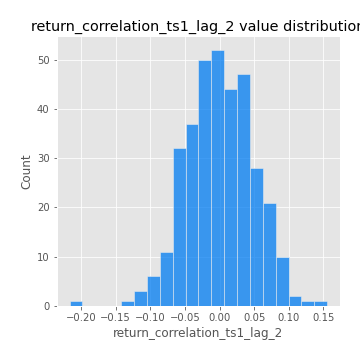 return_correlation_ts1_lag_2 value distribution
50
40
30
20
10
0
Count
−0.20 −0.15 −0.10 −0.05 0.00 0.05 0.10 0.15
return_correlation_ts1_lag_2